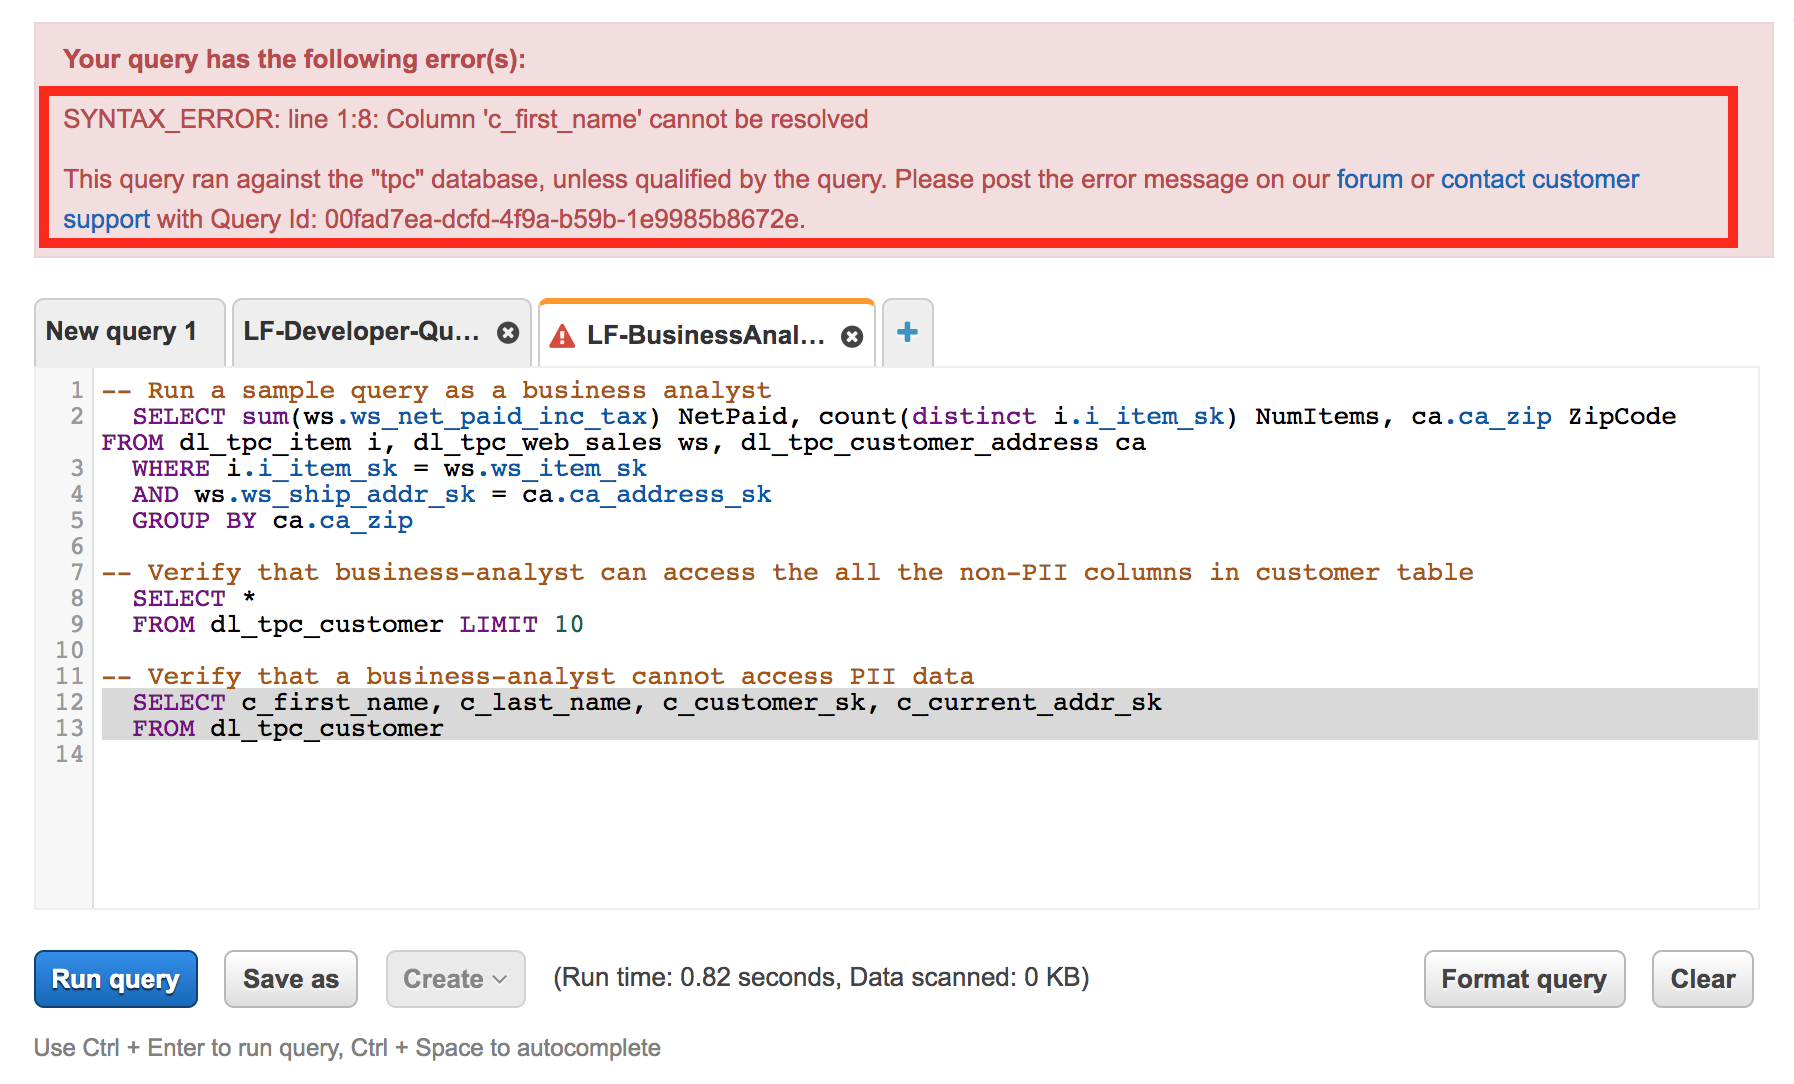 Your query has the following error(s):
SYNTAX_ERROR: line 1:8: Column 'c_first_name' cannot be resolved
This query ran against the "tpc" database, unless qualified by the query. Please post the error message on our forum or contact customer
support with Query Id: 00fad7ea-dcfd-4f9a-b59b-1e9985b8672e.
New query 1 LF-Developer-Qu... LF-BusinessAnal... +
1 -- Run a sample query as a business analyst
2 SELECT sum(ws.ws_net_paid_inc_tax) NetPaid, count(distinct i.i_item_sk) NumItems, ca.ca_zip ZipCode
FROM dl_tpc_item i, dl_tpc_web_sales ws, dl_tpc_customer_address ca
3 WHERE i.i_item_sk = ws.ws_item_sk
4 AND ws.ws_ship_addr_sk = ca.ca_address_sk
5 GROUP BY ca.ca_zip
6
7 -- Verify that business-analyst can access the all the non-PII columns in customer table
8 SELECT *
9 FROM dl_tpc_customer LIMIT 10
10
11 -- Verify that a business-analyst cannot access PII data
12 SELECT c_first_name, c_last_name, c_customer_sk, c_current_addr_sk
13 FROM dl_tpc_customer
14
Run query Save as Create (Run time: 0.82 seconds, Data scanned: 0 KB) Format query Clear
Use Ctrl + Enter to run query, Ctrl + Space to autocomplete